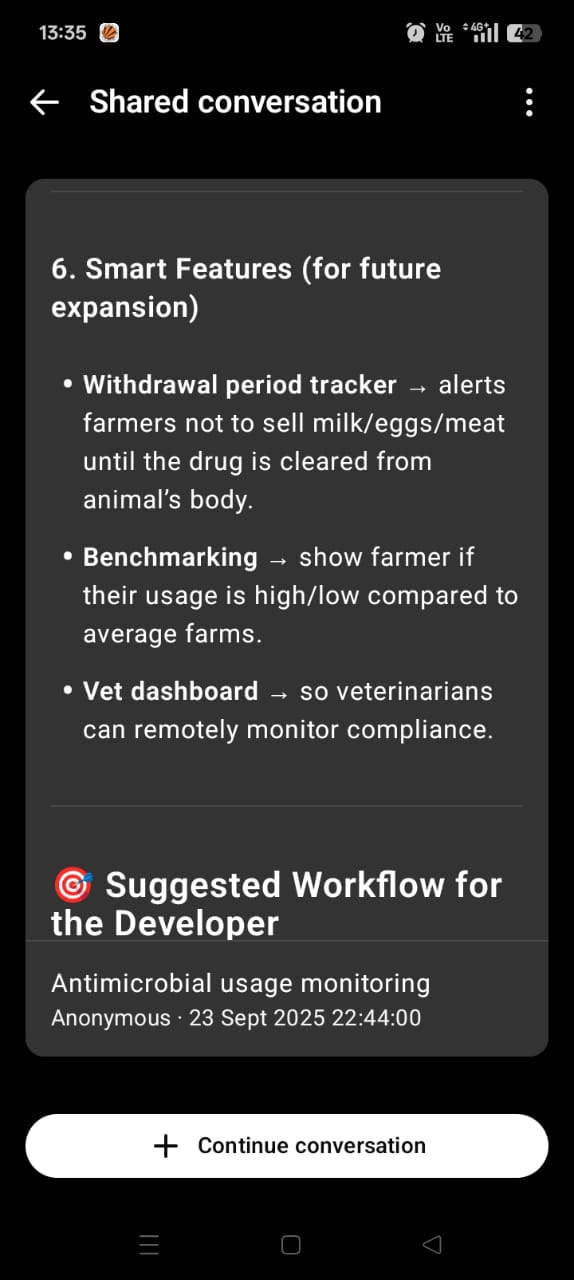 13:35 Vo LTE 4G+ 42
Shared conversation
6. Smart Features (for future
expansion)
• Withdrawal period tracker → alerts
farmers not to sell milk/eggs/meat
until the drug is cleared from
animal’s body.
• Benchmarking → show farmer if
their usage is high/low compared to
average farms.
• Vet dashboard → so veterinarians
can remotely monitor compliance.
🎯 Suggested Workflow for
the Developer
Antimicrobial usage monitoring
Anonymous · 23 Sept 2025 22:44:00
+ Continue conversation